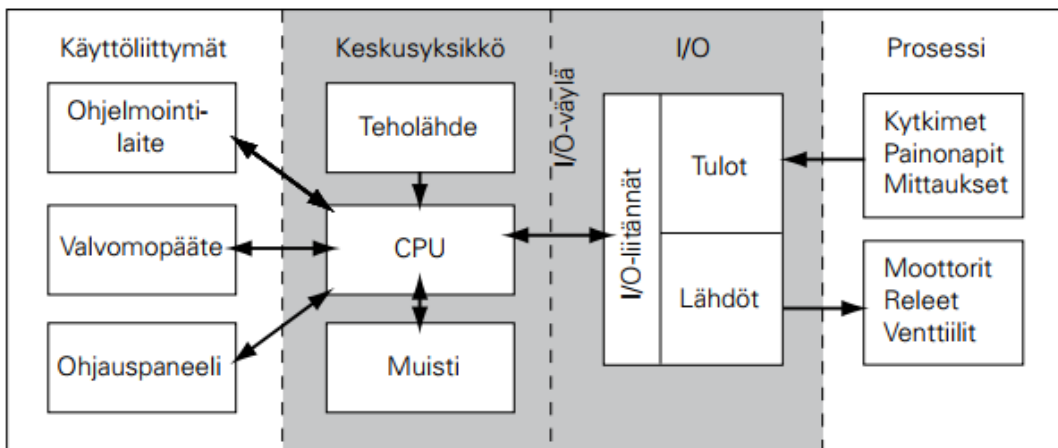 Käyttöliittymät
Ohjelmointi-
laite
Valvomopääte
Ohjauspaneeli
Keskusyksikkö
Teholähde
CPU
Muisti
I/O-väylä
I/O
I/O-liitännät
Tulot
Lähdöt
Prosessi
Kytkimet
Painonapit
Mittaukset
Moottorit
Releet
Venttiilit